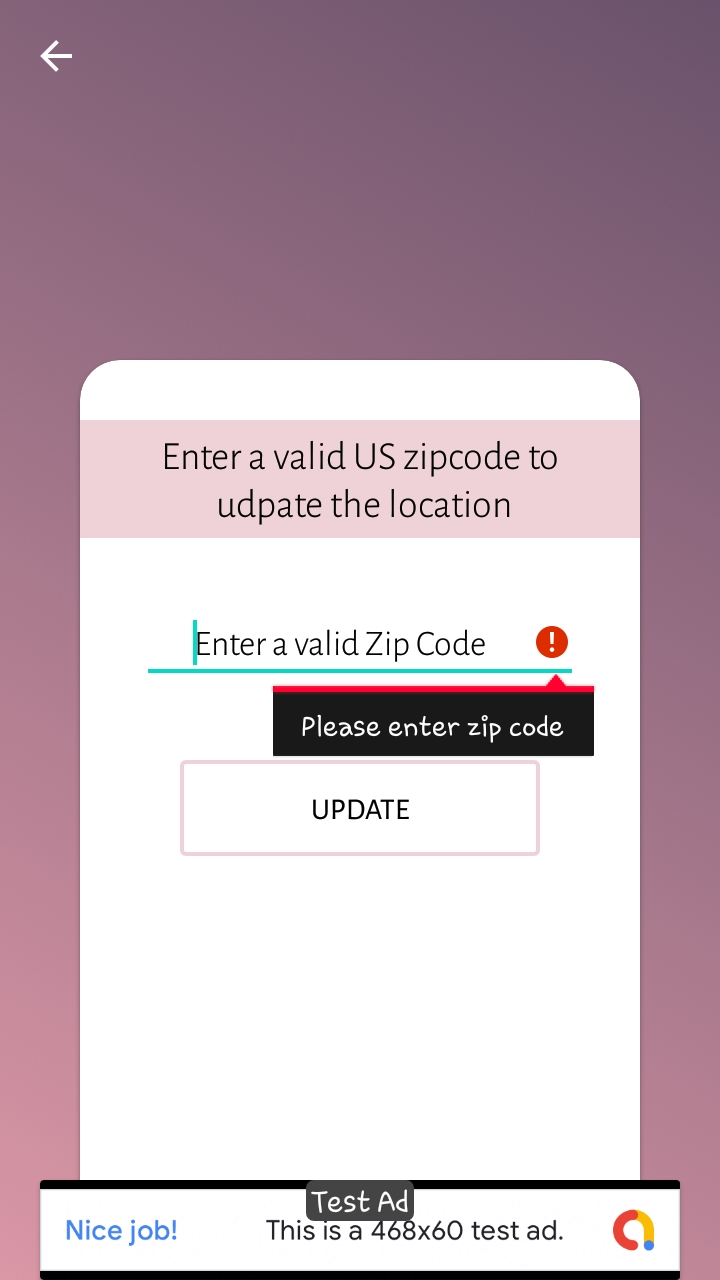 Enter a valid US zipcode to
udpate the location
Enter a valid Zip Code
Please enter zip code
UPDATE
Test Ad
Nice job!
This is a 468x60 test ad.